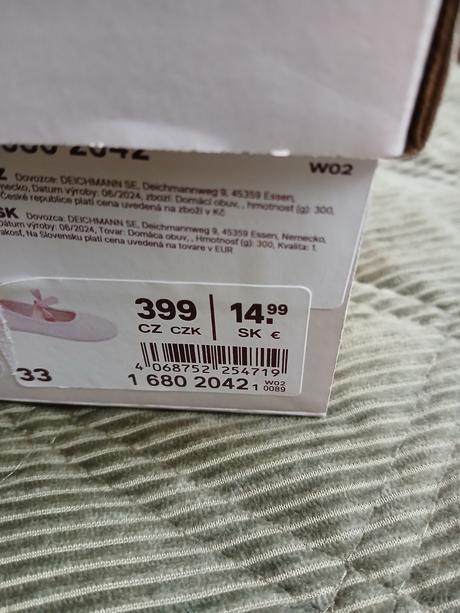 2042
W02
Z Dovozce: DEICHMANN SE, Deichmannweg 9, 45359 Essen,
mecko, Datum výroby: 06/2024, zboží: Domácí obuv, , hmotnost (g): 300,
České republice platí cena uvedená na zboží v Kč
SK Dovozca: DEICHMANN SE, Deichmannweg 9, 45359 Essen, Nemecko,
Dátum výroby: 06/2024, Tovar: Domáca obuv, , Hmotnosť (g): 300, Kvalita: 1.
akosť, Na Slovensku platí cena uvedená na tovare v EUR
399 14.99
CZ CZK SK €
4 068752 254719
33 1 680 2042 1 W02 0089